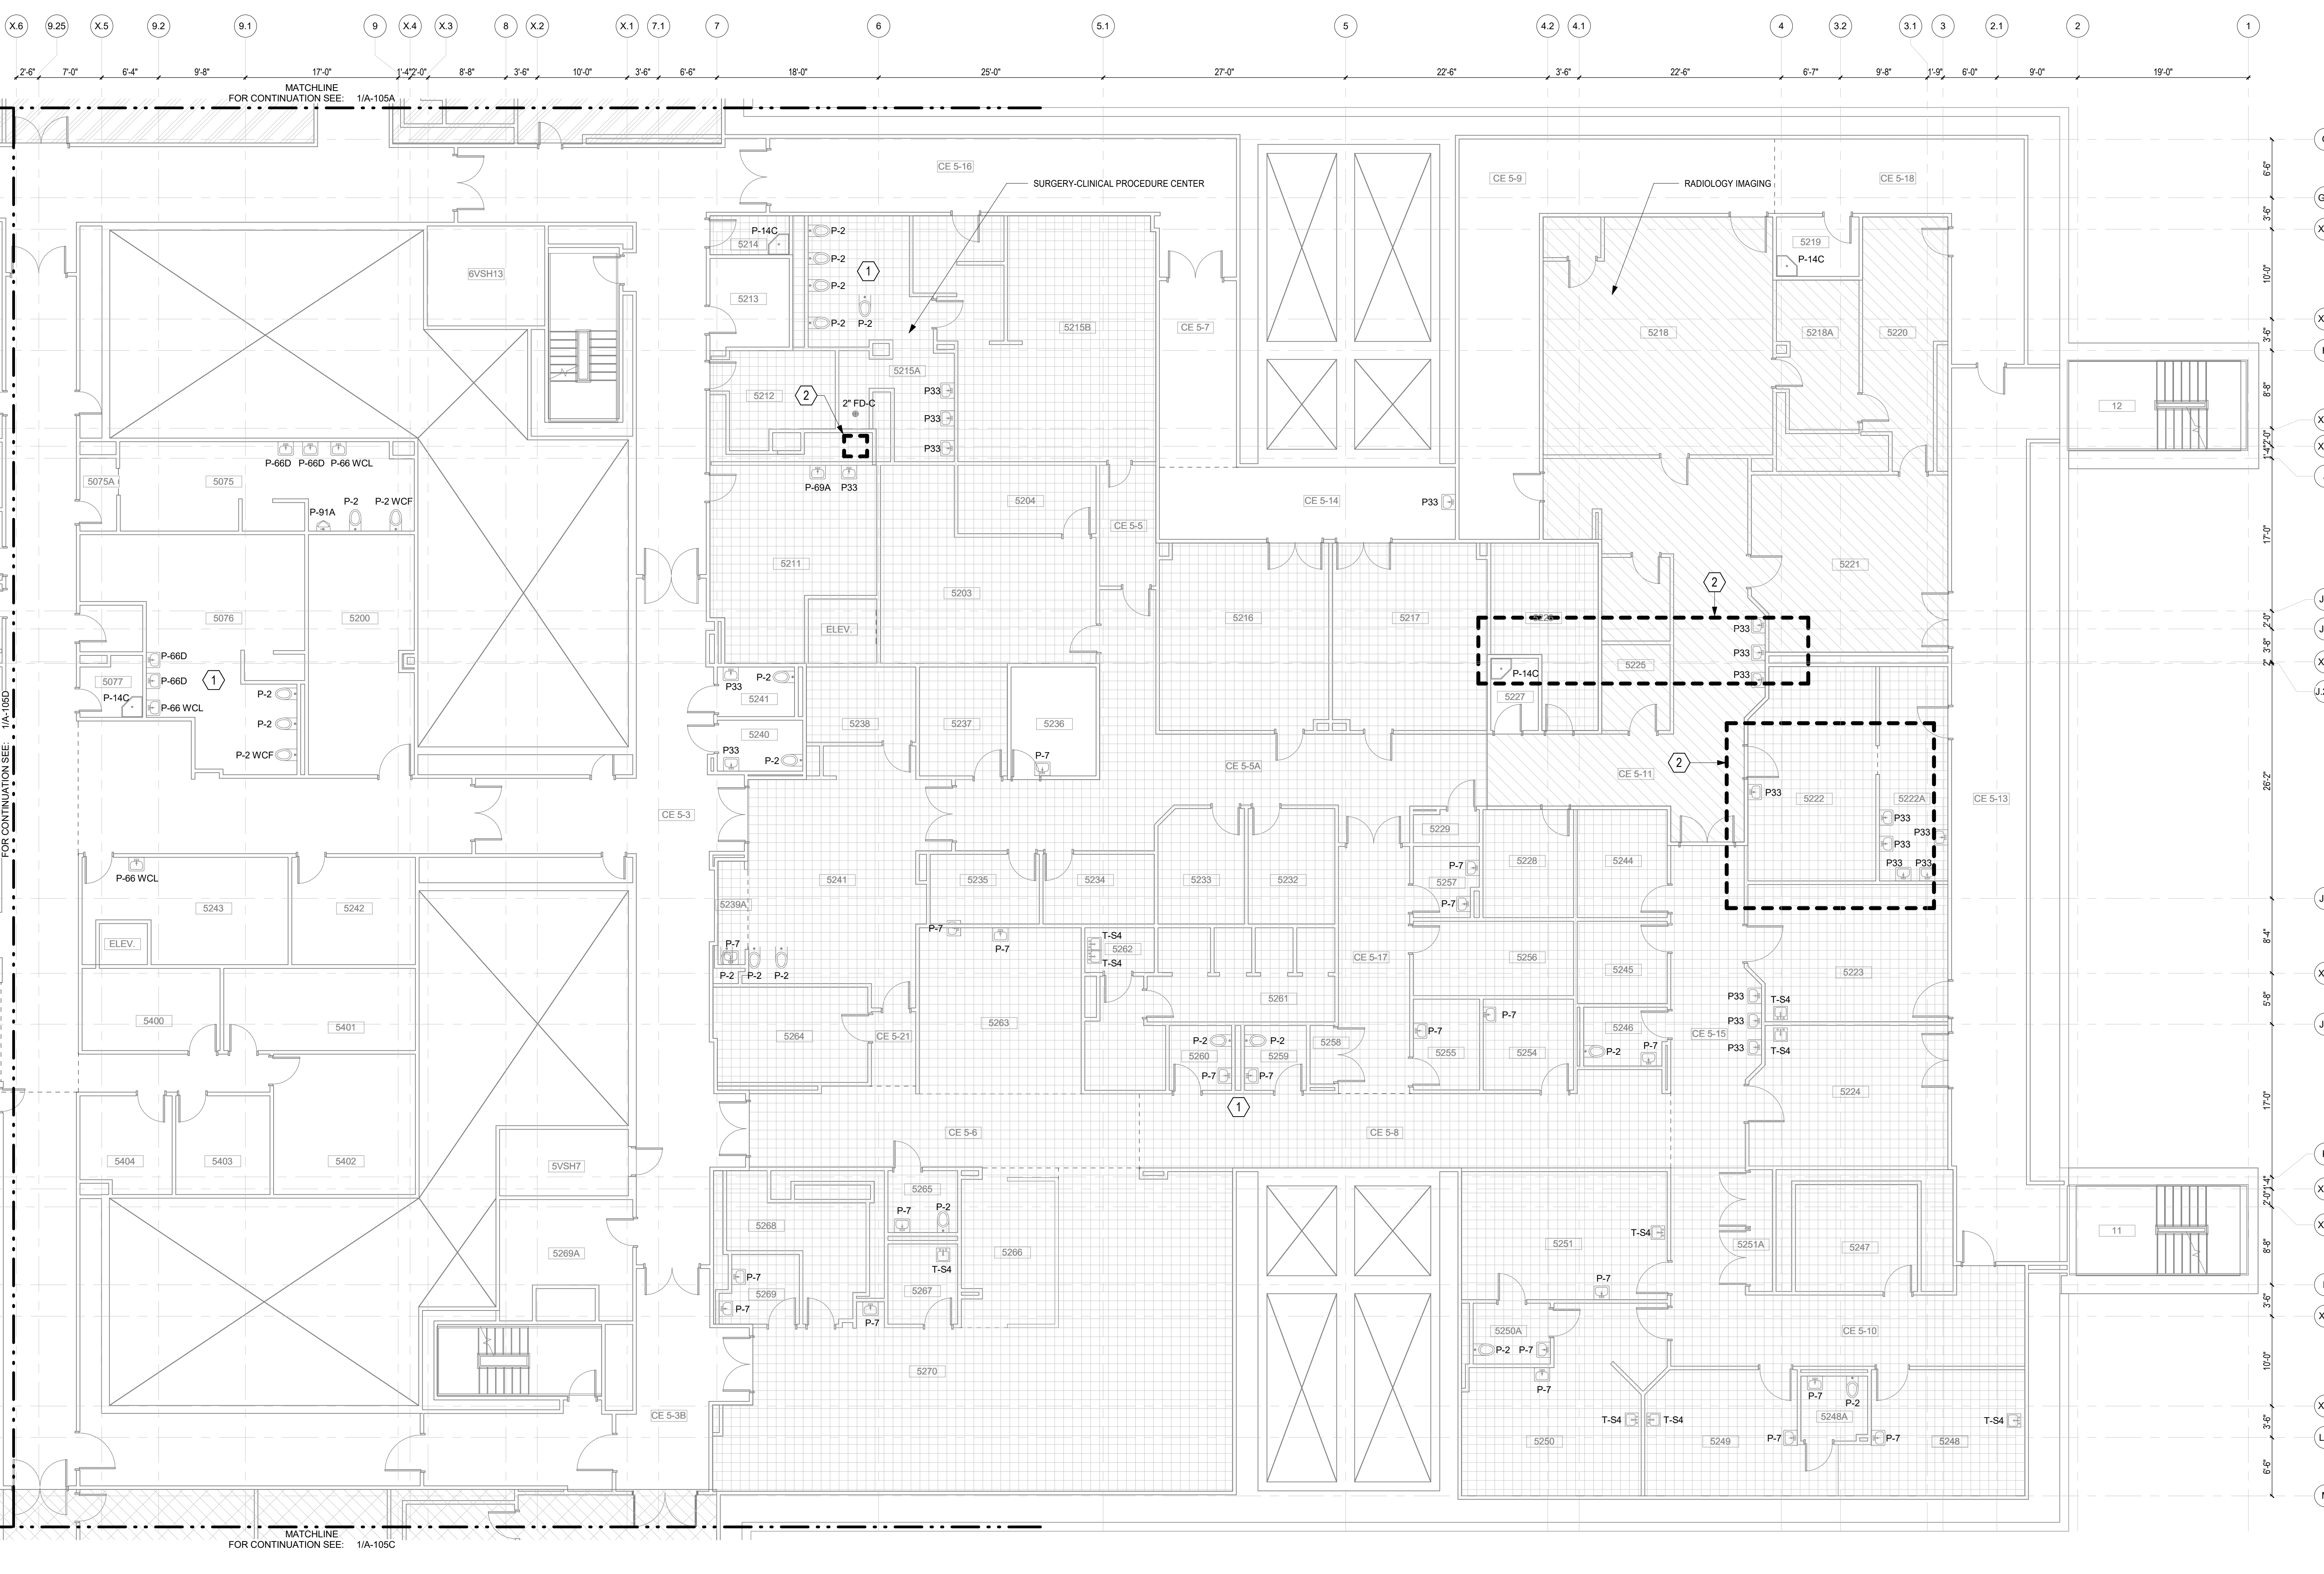 X.6 9.25 X.5 9.2 9.1 9 X.4 X.3 8 X.2 X.1 7.1 7 6 5.1 5 4.2 4.1 4 3.2 3.1 3 2.1 2 1
2'-6" 7'-0" 6'-4" 9'-8" 17'-0" 1'-4" 2'-0" 8'-8" 3'-6" 10'-0" 3'-6" 6'-6" 18'-0" 25'-0" 27'-0" 22'-6" 3'-6" 22'-6" 6'-7" 9'-8" 1'-9" 6'-0" 9'-0" 19'-0"
MATCHLINE
FOR CONTINUATION SEE: 1/A-105A
CE 5-16
CE 5-9
CE 5-18
SURGERY-CLINICAL PROCEDURE CENTER
RADIOLOGY IMAGING
6'-6"
3'-6"
10'-0"
3'-6"
8'-8"
2'-0"
1'-4"
17'-0"
2'-0"
3'-8"
2"
26'-2"
8'-4"
5'-8"
17'-0"
1'-4"
2'-0"
8'-8"
3'-6"
10'-0"
3'-6"
6'-6"
P-14C
5214
P-2
P-2
P-2
P-2
P-2
1
5219
P-14C
6VSH13
5213
5215B
CE 5-7
5218
5218A
5220
5215A
5212
2
2" FD-C
P33
P33
P33
12
P-66D P-66D P-66 WCL
5075A
5075
P-2
P-2 WCF
P-91A
P-69A
P33
5204
CE 5-5
CE 5-14
P33
5211
5203
5221
2
5076
5200
ELEV.
5216
5217
5226
P33
P33
P33
P-66D
P-66D
P-66 WCL
1
5077
P-14C
P-2
P-2
P-2 WCF
P33
P-2
5241
5240
P33
P-2
5238
5237
5236
P-7
5225
P-14C
5227
FOR CONTINUATION SEE: 1/A-105D
CE 5-5A
CE 5-11
2
P33
5222
5222A
P33
P33
P33
P33 P33
CE 5-13
CE 5-3
P-66 WCL
5243
5242
ELEV.
5241
5239A
5235
5234
5233
5232
5229
P-7
5257
P-7
5228
5244
P-7
P-2 P-2 P-2
P-7
P-7
T-S4
5262
T-S4
CE 5-17
5256
5245
5223
5400
5401
5264
CE 5-21
5263
5261
P33
P33
P33
T-S4
T-S4
CE 5-15
P-2
5260
P-7
P-2
5259
P-7
5258
P-7
5255
P-7
5254
5246
P-2
P-7
5224
1
CE 5-6
CE 5-8
5404
5403
5402
5VSH7
5265
P-7
P-2
5268
P-7
5269
P-7
5269A
T-S4
5267
P-7
5266
5251
T-S4
5251A
5247
11
P-7
5250A
P-2 P-7
P-7
CE 5-10
5270
CE 5-3B
P-7
P-2
5248A
T-S4 T-S4
T-S4
5250
5249
P-7
P-7
5248
MATCHLINE
FOR CONTINUATION SEE: 1/A-105C